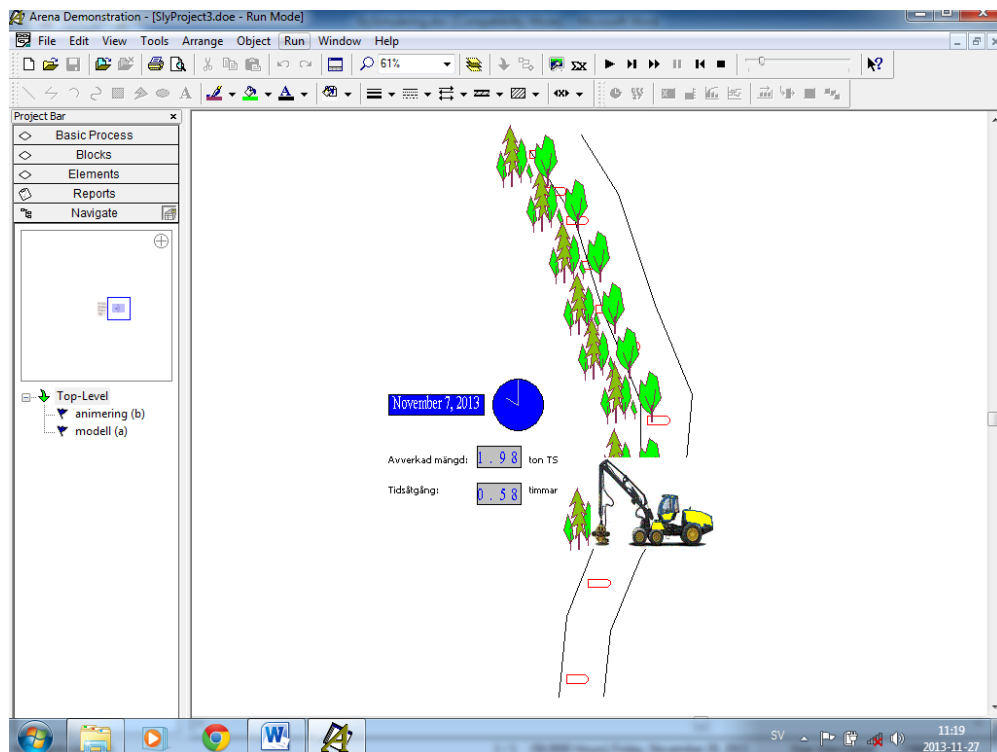 Arena Demonstration - [SlyProject3.doe - Run Mode]
File Edit View Tools Arrange Object Run Window Help
61%
Project Bar
Basic Process
Blocks
Elements
Reports
Navigate
Top-Level
animering (b)
modell (a)
November 7, 2013
Avverkad mängd: 1.98 ton TS
Tidsåtgång: 0.58 timmar
SV
11:19
2013-11-27